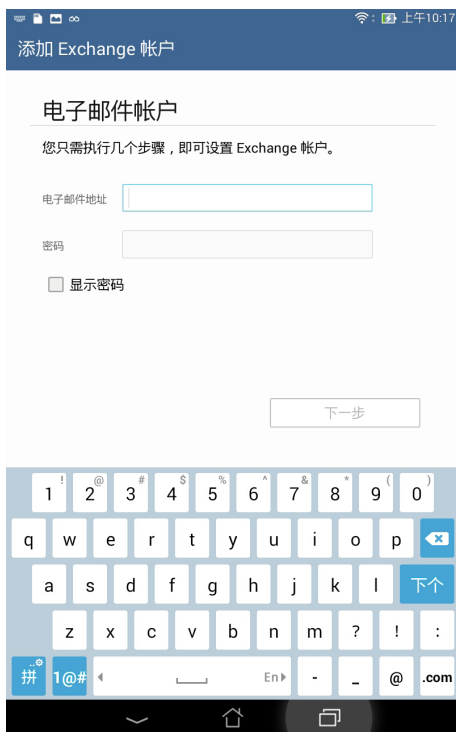 上午10:17
添加 Exchange 帐户
电子邮件帐户
您只需执行几个步骤，即可设置 Exchange 帐户。
电子邮件地址
密码
显示密码
下一步
! @ # $ % ^ & * ( )
1 2 3 4 5 6 7 8 9 0
q w e r t y u i o p
a s d f g h j k l 下个
z x c v b n m ? ! :
拼 1@# En - _ @ .com